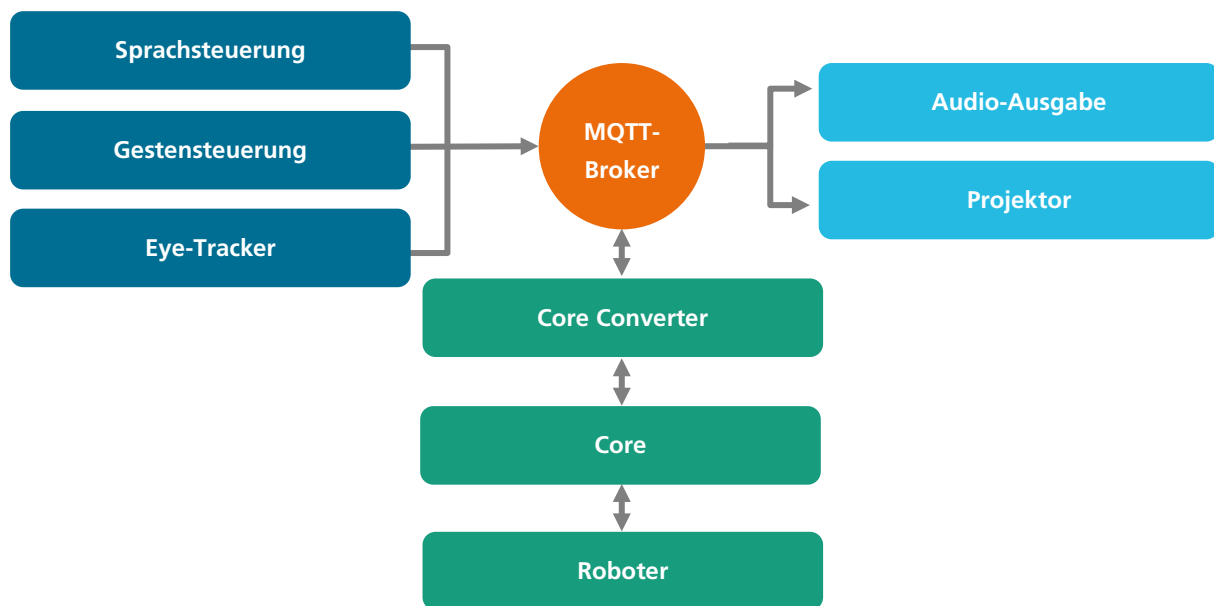 Sprachsteuerung
Gestensteuerung
Eye-Tracker
MQTT-
Broker
Audio-Ausgabe
Projektor
Core Converter
Core
Roboter